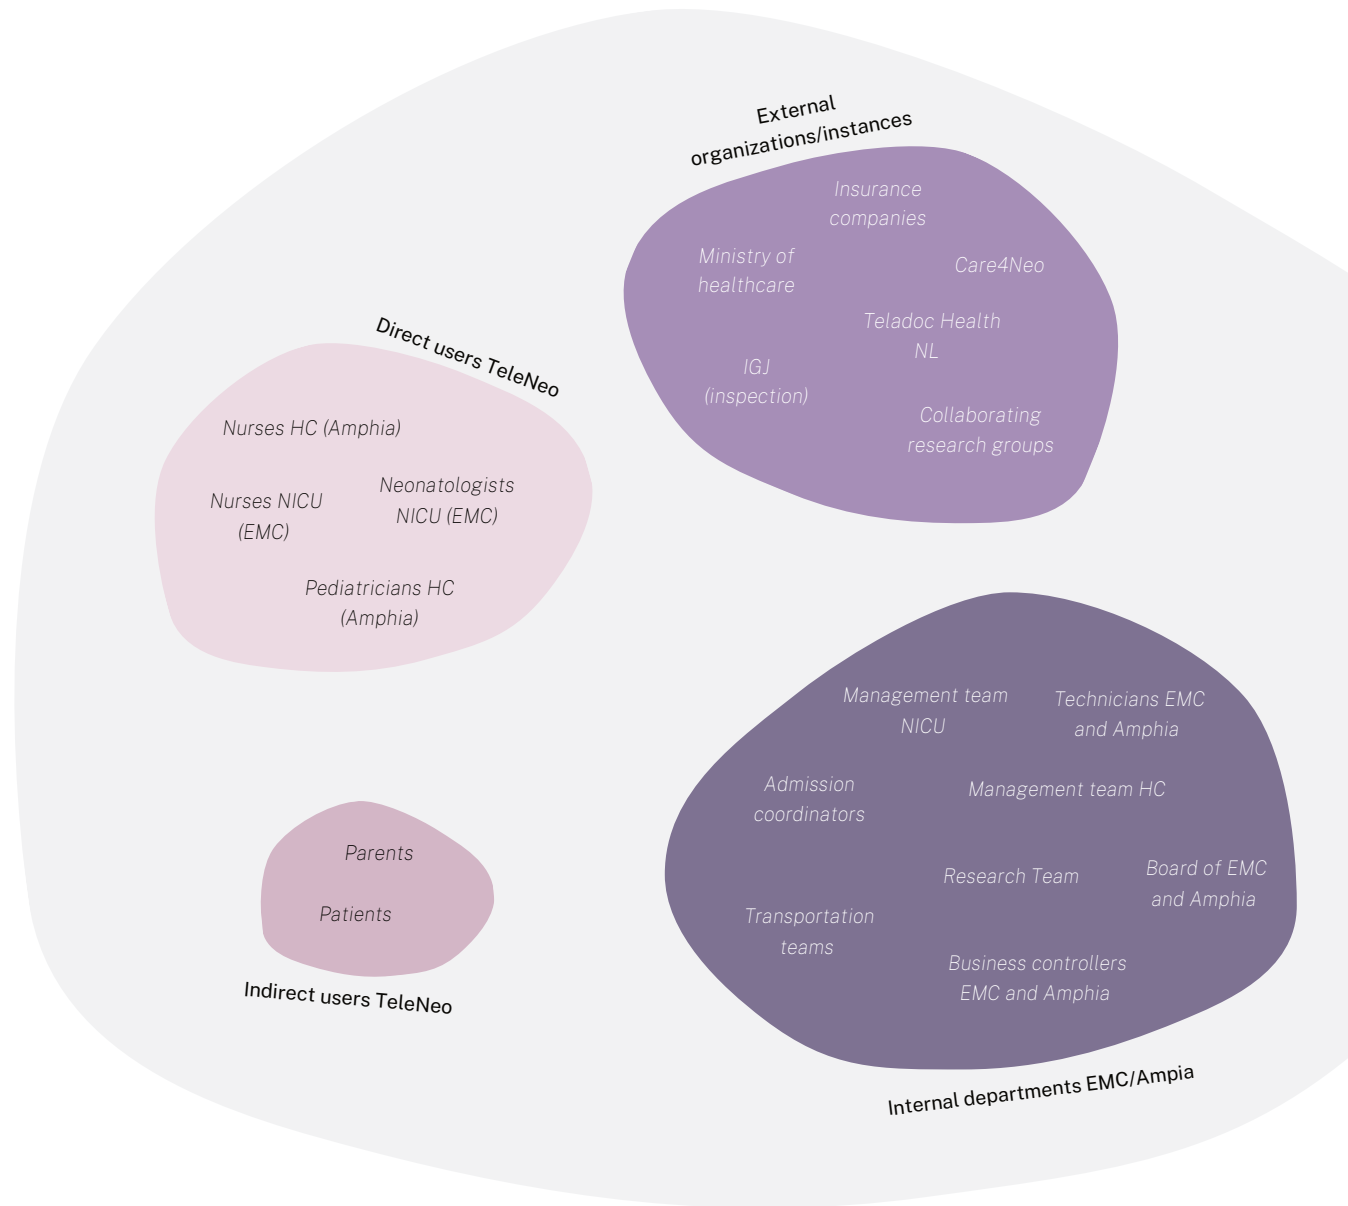 External
organizations/instances
Insurance
companies
Ministry of
healthcare
Care4Neo
Teladoc Health
NL
IGJ
(inspection)
Collaborating
research groups
Direct users TeleNeo
Nurses HC (Amphia)
Nurses NICU
(EMC)
Neonatologists
NICU (EMC)
Pediatricians HC
(Amphia)
Management team
NICU
Technicians EMC
and Amphia
Admission
coordinators
Management team HC
Research Team
Board of EMC
and Amphia
Transportation
teams
Business controllers
EMC and Amphia
Internal departments EMC/Ampia
Parents
Patients
Indirect users TeleNeo